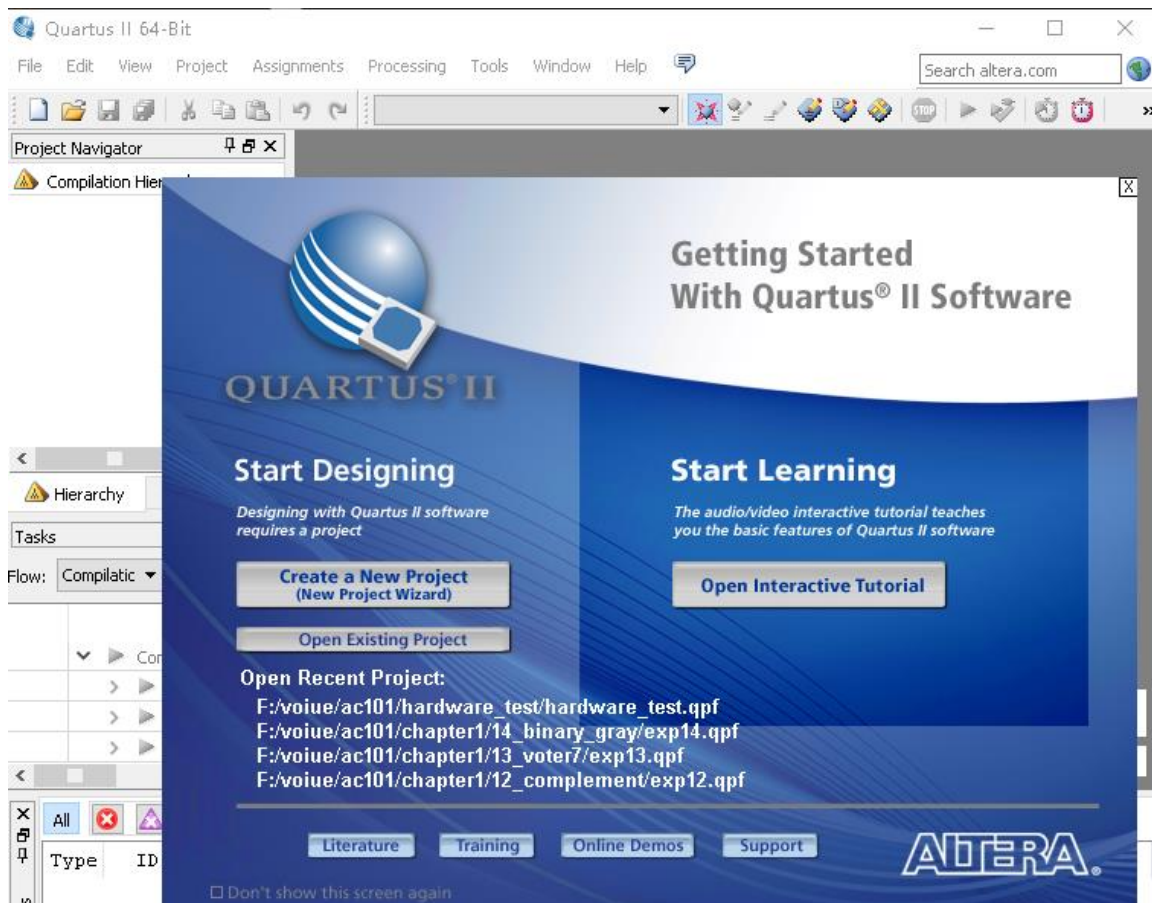 Quartus II 64-Bit
File Edit View Project Assignments Processing Tools Window Help
Search altera.com
STOP
Project Navigator
Compilation Hier
Getting Started
With Quartus® II Software
QUARTUS® II
Start Designing
Designing with Quartus II software
requires a project
Create a New Project
(New Project Wizard)
Open Existing Project
Start Learning
The audio/video interactive tutorial teaches
you the basic features of Quartus II software
Open Interactive Tutorial
Hierarchy
Tasks
Flow: Compilatic
Cor
Open Recent Project:
F:/voiue/ac101/hardware_test/hardware_test.qpf
F:/voiue/ac101/chapter1/14_binary_gray/exp14.qpf
F:/voiue/ac101/chapter1/13_voter7/exp13.qpf
F:/voiue/ac101/chapter1/12_complement/exp12.qpf
All
Type ID
Literature Training Online Demos Support
ALTERA®
Don't show this screen again